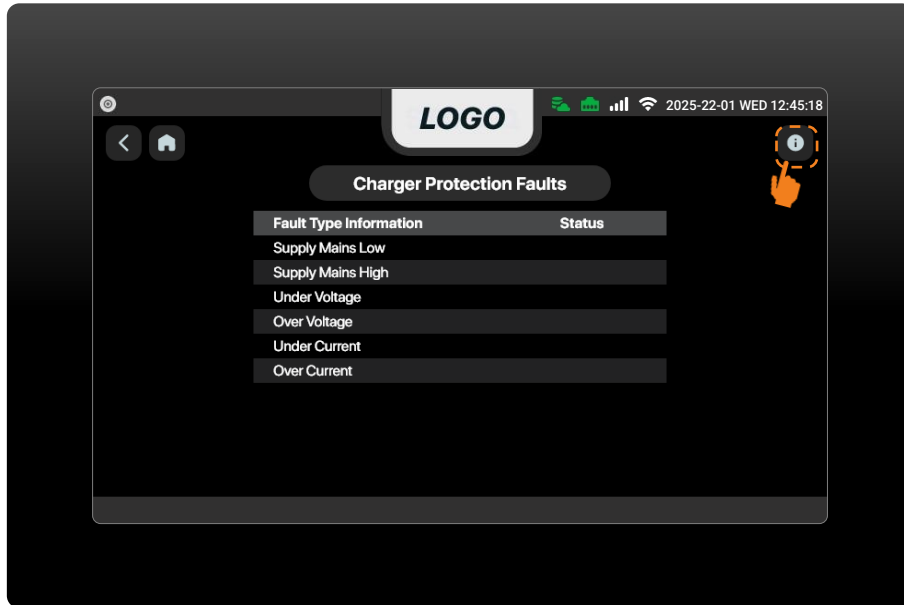 LOGO
2025-22-01 WED 12:45:18
Charger Protection Faults
Fault Type Information Status
Supply Mains Low
Supply Mains High
Under Voltage
Over Voltage
Under Current
Over Current